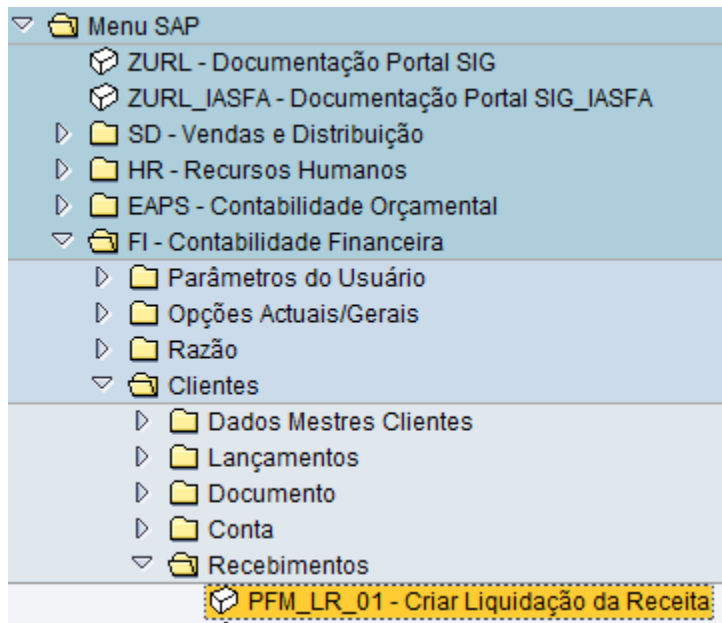 Menu SAP
ZURL - Documentação Portal SIG
ZURL_IASFA - Documentação Portal SIG_IASFA
SD - Vendas e Distribuição
HR - Recursos Humanos
EAPS - Contabilidade Orçamental
FI - Contabilidade Financeira
Parâmetros do Usuário
Opções Actuais/Gerais
Razão
Clientes
Dados Mestres Clientes
Lançamentos
Documento
Conta
Recebimentos
PFM_LR_01 - Criar Liquidação da Receita